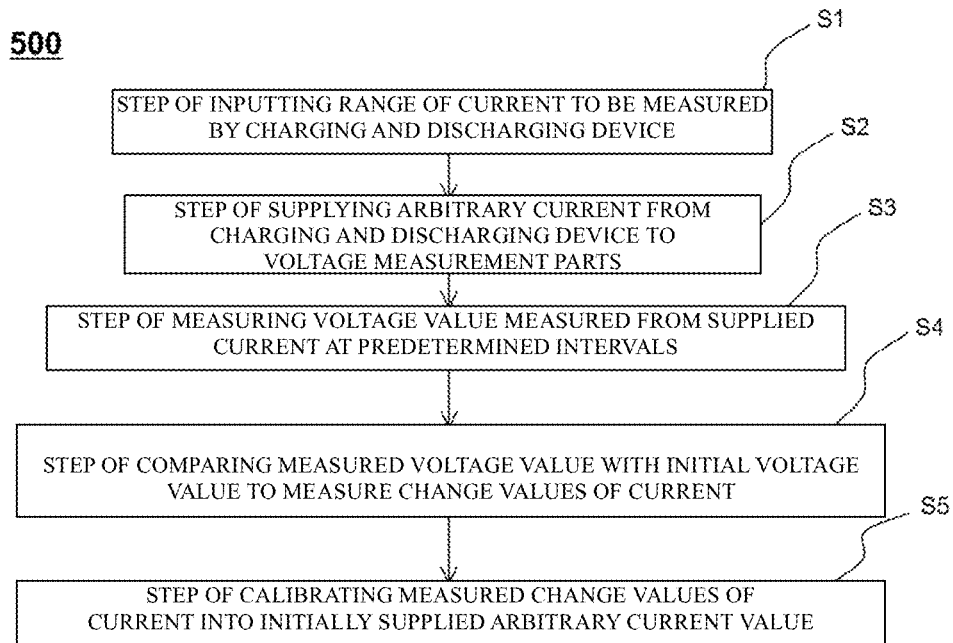 500
S1
STEP OF INPUTTING RANGE OF CURRENT TO BE MEASURED
BY CHARGING AND DISCHARGING DEVICE
S2
STEP OF SUPPLYING ARBITRARY CURRENT FROM
CHARGING AND DISCHARGING DEVICE TO
VOLTAGE MEASUREMENT PARTS
S3
STEP OF MEASURING VOLTAGE VALUE MEASURED FROM SUPPLIED
CURRENT AT PREDETERMINED INTERVALS
S4
STEP OF COMPARING MEASURED VOLTAGE VALUE WITH INITIAL VOLTAGE
VALUE TO MEASURE CHANGE VALUES OF CURRENT
S5
STEP OF CALIBRATING MEASURED CHANGE VALUES OF
CURRENT INTO INITIALLY SUPPLIED ARBITRARY CURRENT VALUE